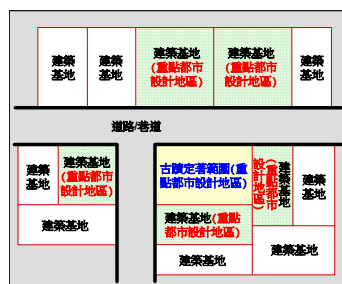 建築
基地
建築
基地
建築基地
(重點都市
設計地區)
建築基地
(重點都市
設計地區)
建築
基地
道路/巷道
建築
基地
建築基地
(重點都市
設計地區)
建築基地
古蹟定著範圍(重
點都市設計地區)
建築基地(重
點都市設計地區)
建築基地
建築基地
(重點都市
設計地區)
建築
基地
建築基地